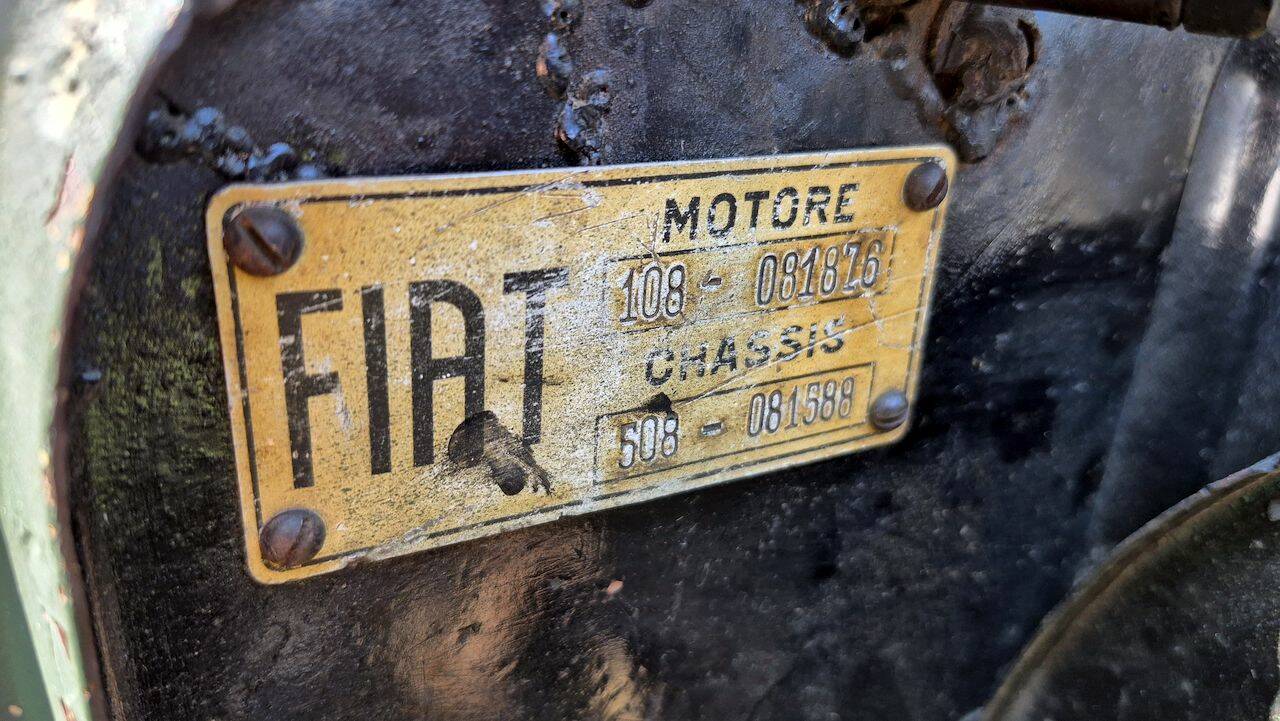 FIAT
MOTORE
108 - 081876
CHASSIS
508 - 081588